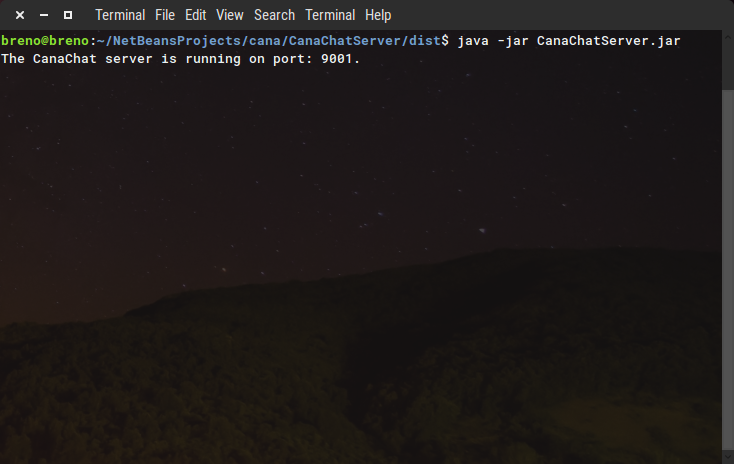 Terminal File Edit View Search Terminal Help
breno@breno:~/NetBeansProjects/cana/CanaChatServer/dist$ java -jar CanaChatServer.jar
The CanaChat server is running on port: 9001.